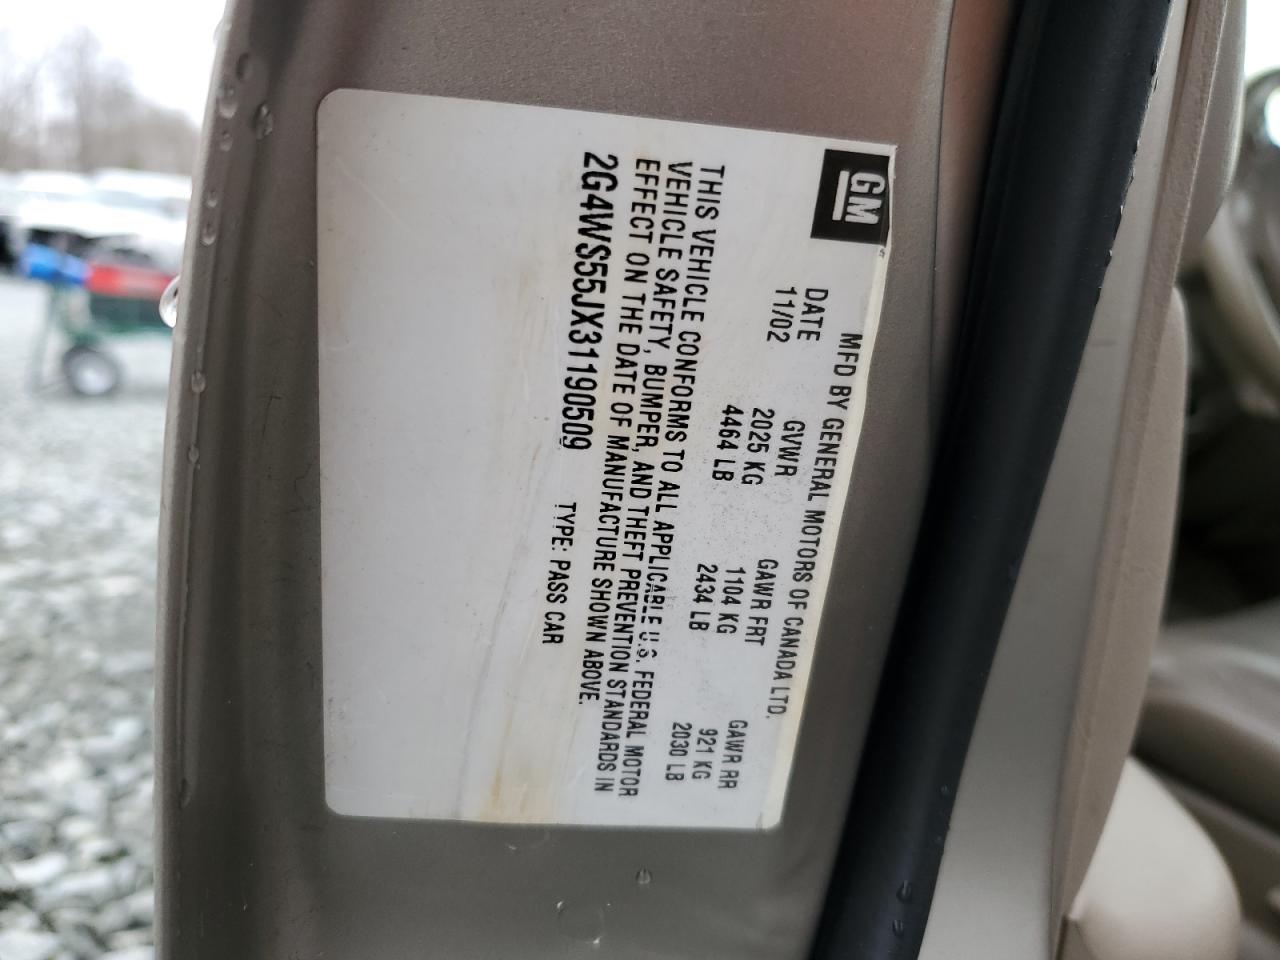 GM
MFD BY GENERAL MOTORS OF CANADA LTD.
DATE GVWR GAWR FRT GAWR RR
11/02 2025 KG 1104 KG 921 KG
4464 LB 2434 LB 2030 LB
THIS VEHICLE CONFORMS TO ALL APPLICABLE U.S. FEDERAL MOTOR
VEHICLE SAFETY, BUMPER, AND THEFT PREVENTION STANDARDS IN
EFFECT ON THE DATE OF MANUFACTURE SHOWN ABOVE.
2G4WS55JX31190509 TYPE: PASS CAR